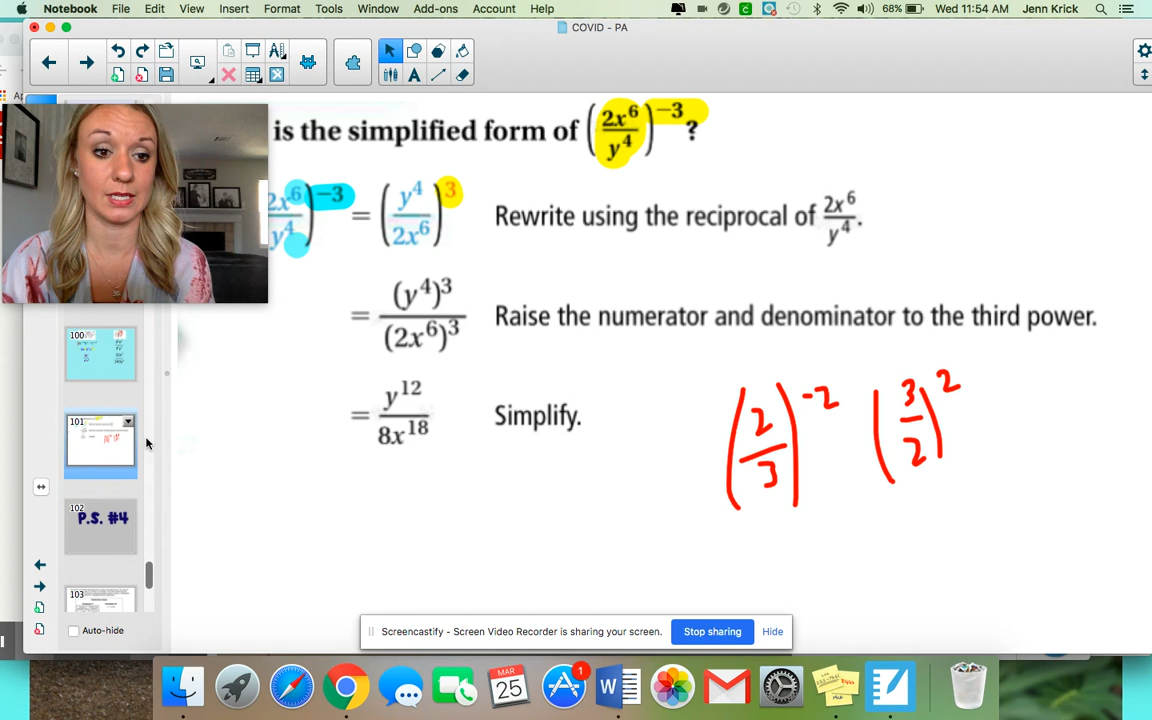 Notebook File Edit View Insert Format Tools Window Add-ons Account Help 68% Wed 11:54 AM Jenn Krick
COVID - PA
is the simplified form of (2x⁶/y⁴)⁻³?
(2x⁶/y⁴)⁻³ = (y⁴/2x⁶)³ Rewrite using the reciprocal of 2x⁶/y⁴.
= (y⁴)³/(2x⁶)³ Raise the numerator and denominator to the third power.
= y¹²/8x¹⁸ Simplify.
(2/3)⁻² (3/2)²
100
101
102
P.S. #4
103
Auto-hide
Screencastify - Screen Video Recorder is sharing your screen. Stop sharing Hide
MAR
25
1
W